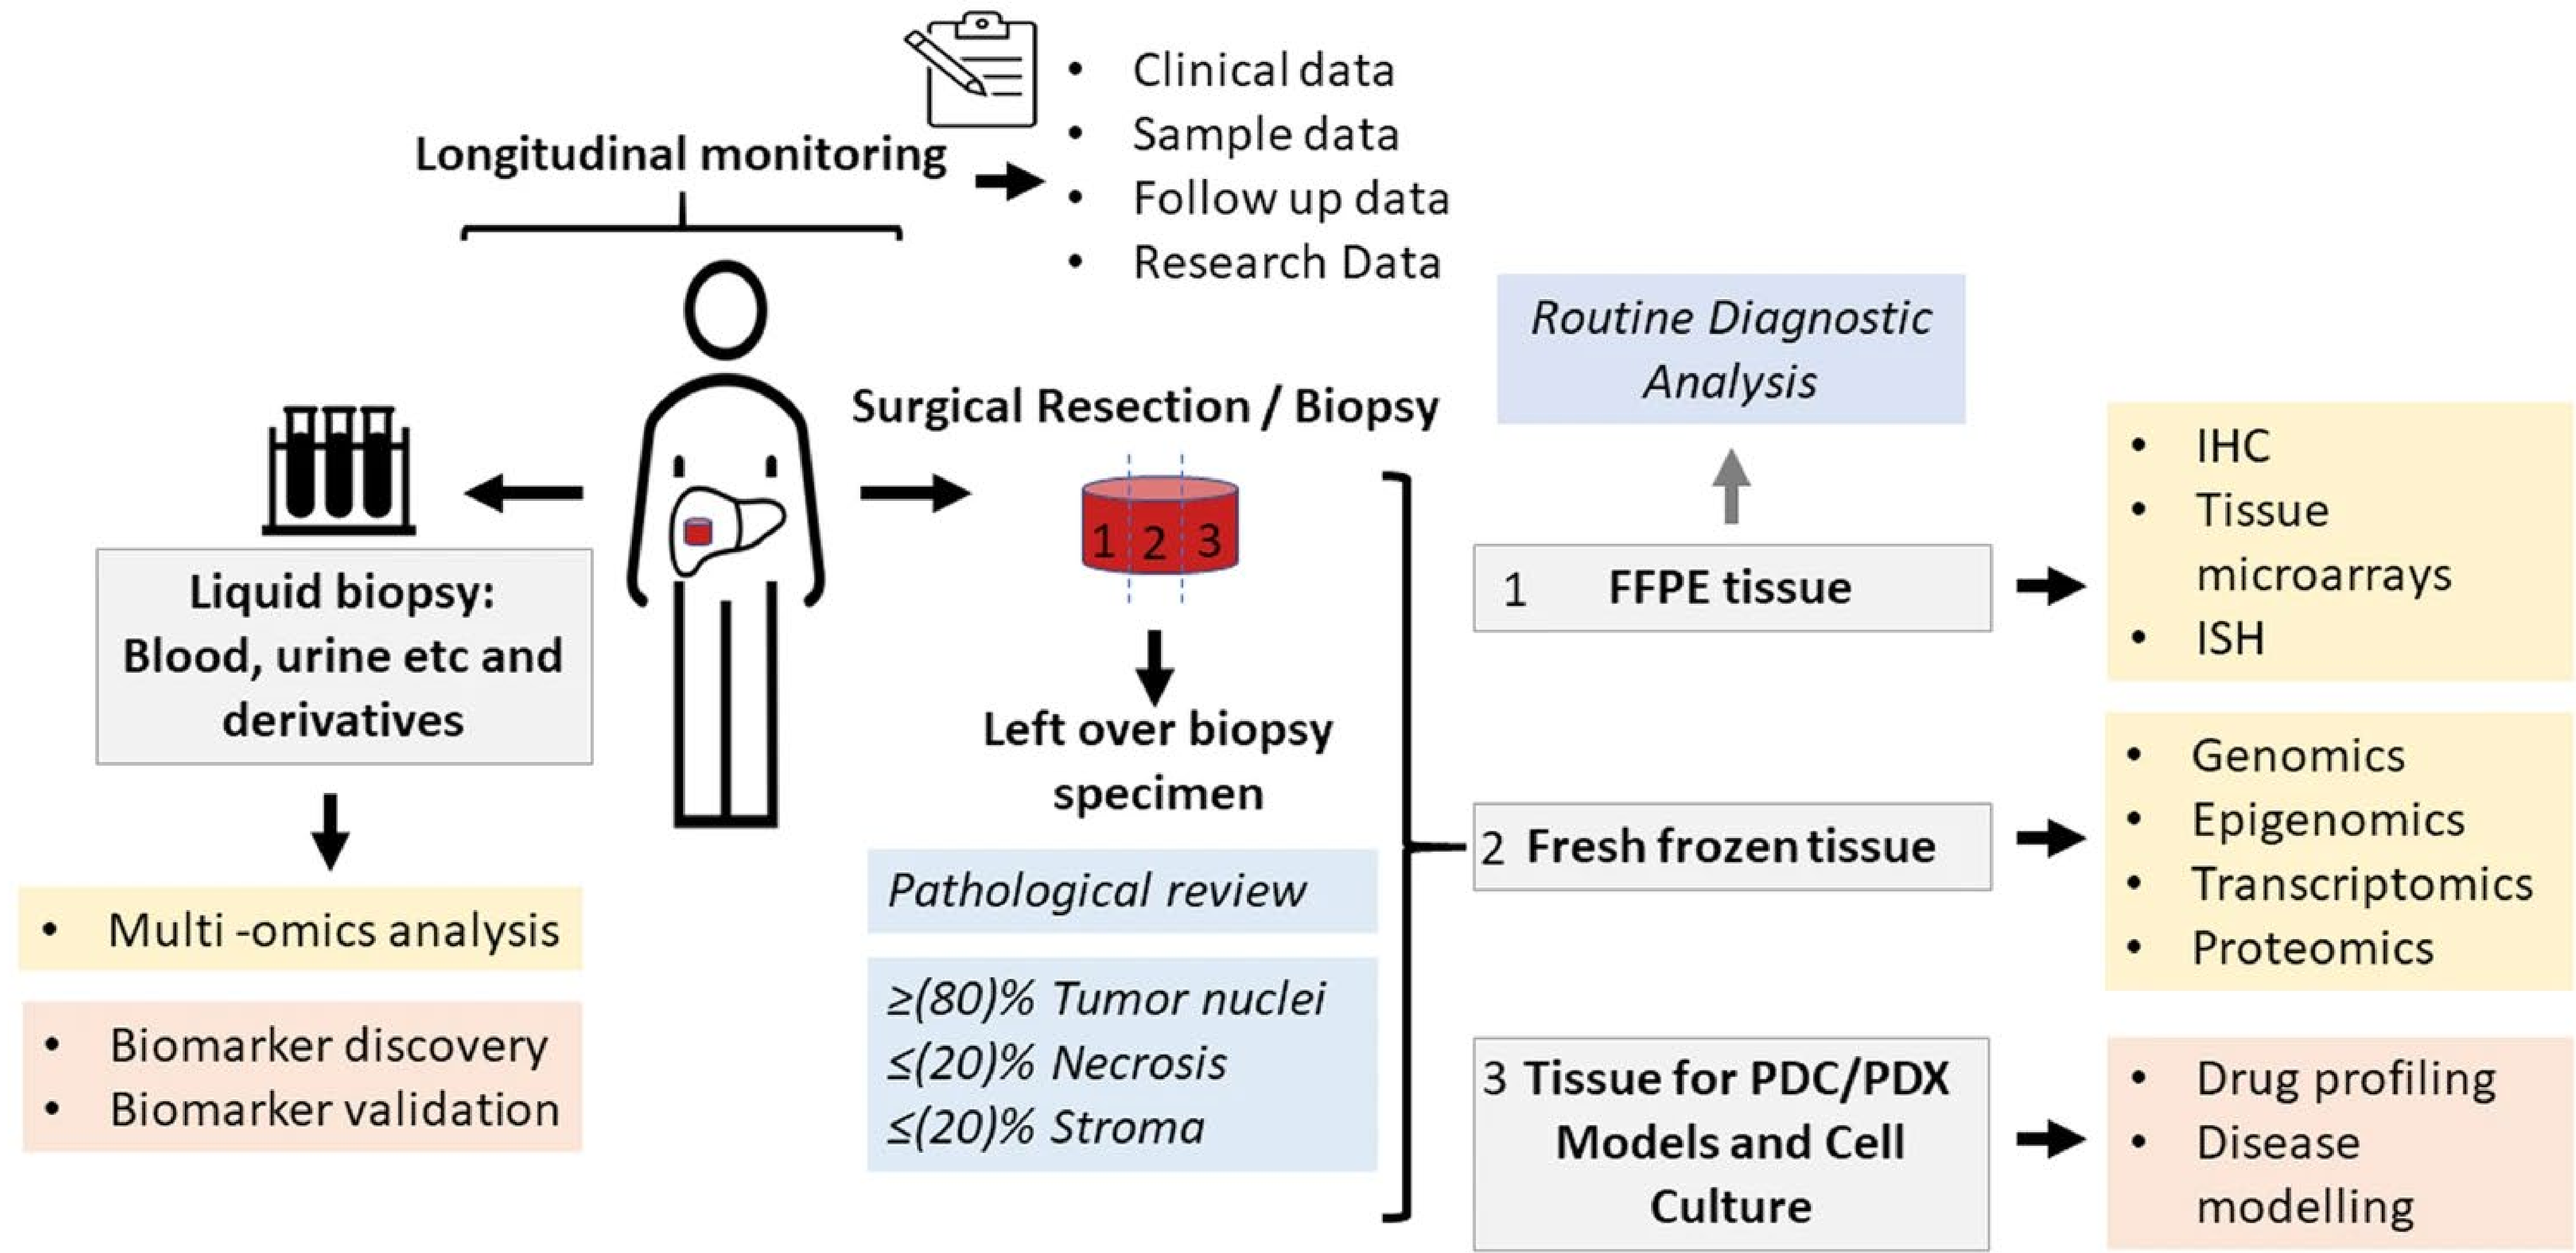 Longitudinal monitoring
• Clinical data
• Sample data
• Follow up data
• Research Data
Liquid biopsy:
Blood, urine etc and
derivatives
• Multi -omics analysis
• Biomarker discovery
• Biomarker validation
Surgical Resection / Biopsy
1 2 3
Left over biopsy
specimen
Pathological review
≥(80)% Tumor nuclei
≤(20)% Necrosis
≤(20)% Stroma
Routine Diagnostic
Analysis
1 FFPE tissue
• IHC
• Tissue
microarrays
• ISH
2 Fresh frozen tissue
• Genomics
• Epigenomics
• Transcriptomics
• Proteomics
3 Tissue for PDC/PDX
Models and Cell
Culture
• Drug profiling
• Disease
modelling